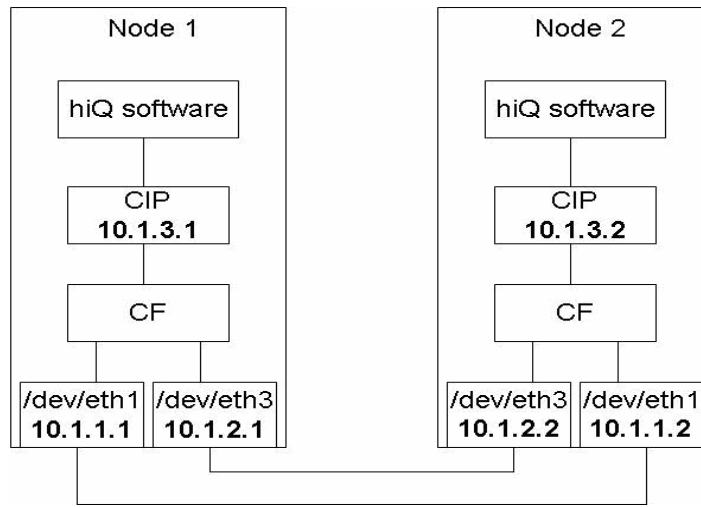 Node 1
hiQ software
CIP
10.1.3.1
CF
/dev/eth1
10.1.1.1
/dev/eth3
10.1.2.1
Node 2
hiQ software
CIP
10.1.3.2
CF
/dev/eth3
10.1.2.2
/dev/eth1
10.1.1.2